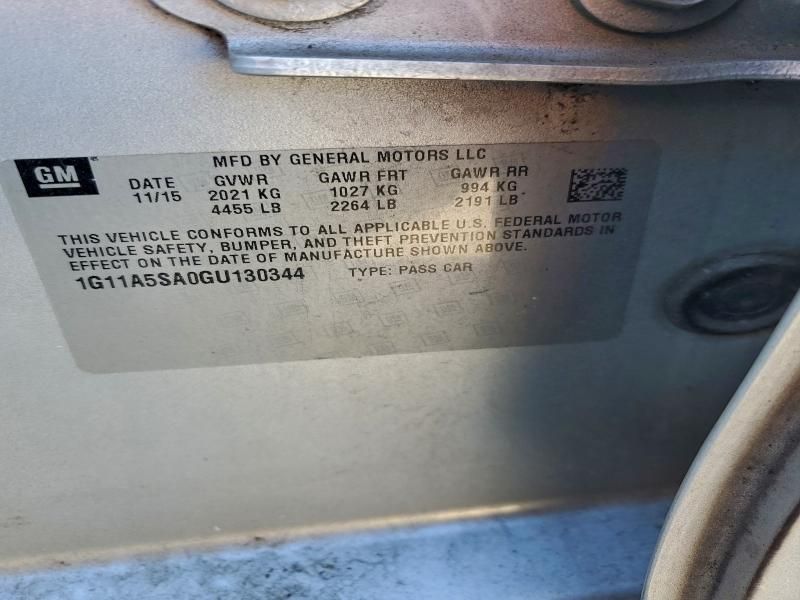 GM MFD BY GENERAL MOTORS LLC
DATE GVWR GAWR FRT GAWR RR
11/15 2021 KG 1027 KG 994 KG
4455 LB 2264 LB 2191 LB
THIS VEHICLE CONFORMS TO ALL APPLICABLE U.S. FEDERAL MOTOR
VEHICLE SAFETY, BUMPER, AND THEFT PREVENTION STANDARDS IN
EFFECT ON THE DATE OF MANUFACTURE SHOWN ABOVE.
1G11A5SA0GU130344 TYPE: PASS CAR